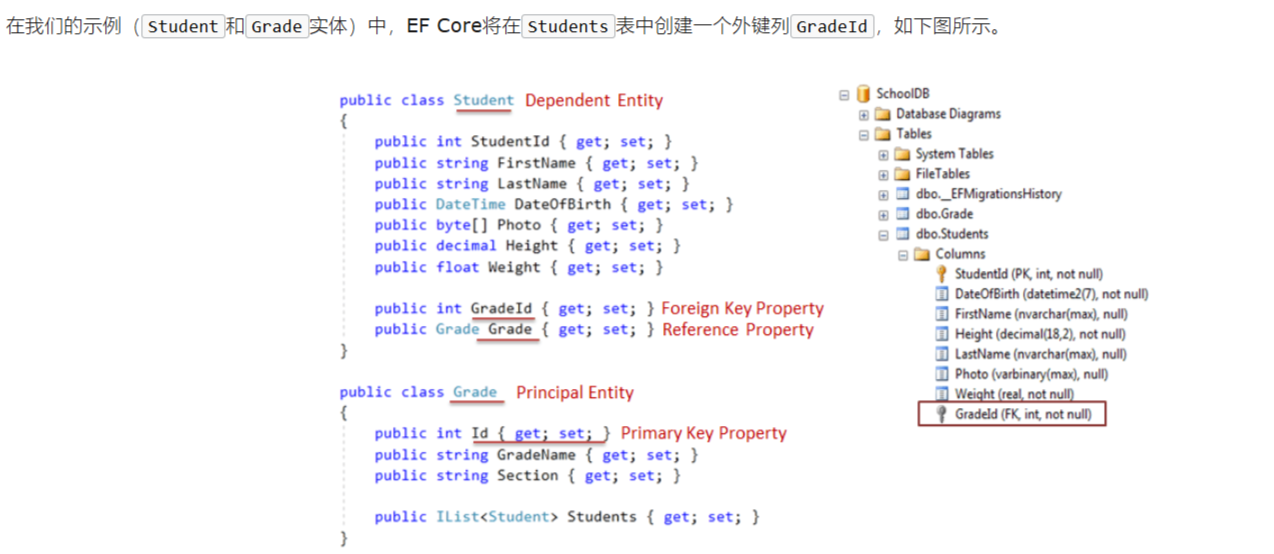 在我们的示例（Student和Grade实体）中，EF Core将在Students表中创建一个外键列GradeId，如下图所示。
public class Student Dependent Entity
{
public int StudentId { get; set; }
public string FirstName { get; set; }
public string LastName { get; set; }
public DateTime DateOfBirth { get; set; }
public byte[] Photo { get; set; }
public decimal Height { get; set; }
public float Weight { get; set; }
public int GradeId { get; set; } Foreign Key Property
public Grade Grade { get; set; } Reference Property
}
public class Grade Principal Entity
{
public int Id { get; set; } Primary Key Property
public string GradeName { get; set; }
public string Section { get; set; }
public IList<Student> Students { get; set; }
}
SchoolDB
Database Diagrams
Tables
System Tables
FileTables
dbo.__EFMigrationsHistory
dbo.Grade
dbo.Students
Columns
StudentId (PK, int, not null)
DateOfBirth (datetime2(7), not null)
FirstName (nvarchar(max), null)
Height (decimal(18,2), not null)
LastName (nvarchar(max), null)
Photo (varbinary(max), null)
Weight (real, not null)
GradeId (FK, int, not null)